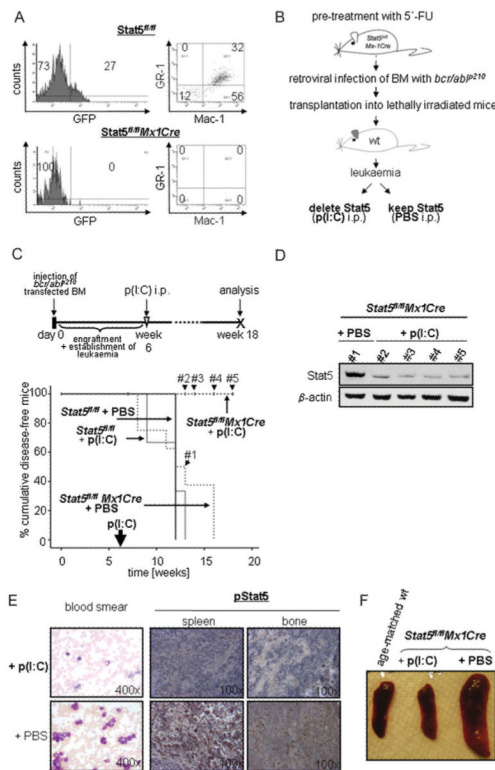 A
Stat5fl/fl
73 27
counts
GFP
0 32
12 56
GR-1
Mac-1
Stat5fl/flMx1Cre
100 0
counts
GFP
0 0
0 0
GR-1
Mac-1
B
pre-treatment with 5´-FU
Stat5fl/fl
Mx-1Cre
retroviral infection of BM with bcr/ablp210
transplantation into lethally irradiated mice
wt
leukaemia
delete Stat5 keep Stat5
(p(I:C) i.p.) (PBS i.p.)
C
injection of
bcr/ablp210
transfected BM
p(I:C) i.p.
analysis
day 0
week
6
week 18
engraftment
+ establishment of
leukaemia
% cumulative disease-free mice
100
80
60
40
20
0
#2 #3 #4 #5
Stat5fl/fl + PBS
Stat5fl/fl
+ p(I:C)
Stat5fl/flMx1Cre
+ p(I:C)
#1
Stat5fl/fl Mx1Cre
+ PBS
p(I:C)
0 5 10 15 20
time [weeks]
D
Stat5fl/flMx1Cre
+ PBS + p(I:C)
#1 #2 #3 #4 #5
Stat5
β-actin
E
pStat5
blood smear spleen bone
+ p(I:C)
400x 100x 100x
+ PBS
400x 100x 100x
F
age-matched wt
Stat5fl/flMx1Cre
+ p(I:C) + PBS